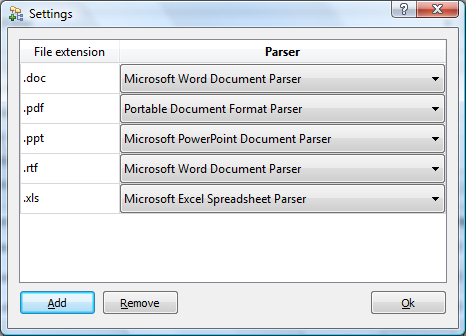 Settings
?
File extension Parser
.doc Microsoft Word Document Parser
.pdf Portable Document Format Parser
.ppt Microsoft PowerPoint Document Parser
.rtf Microsoft Word Document Parser
.xls Microsoft Excel Spreadsheet Parser
Add Remove Ok